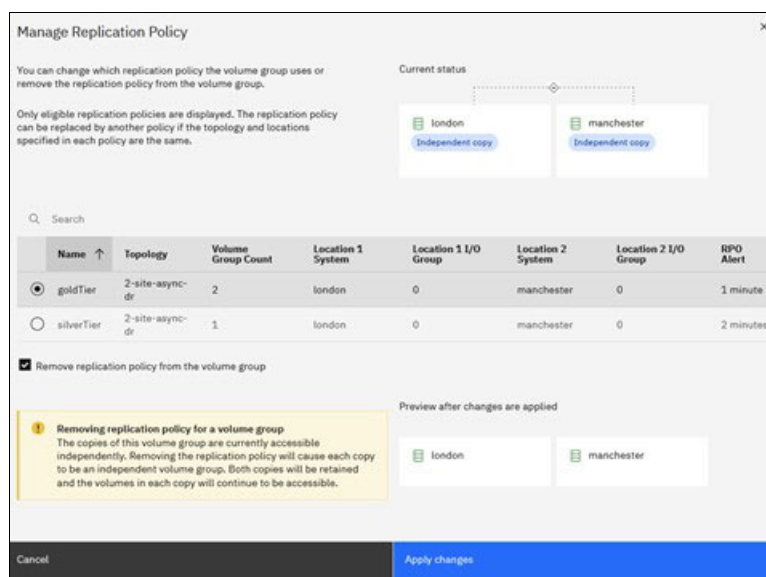 Manage Replication Policy
×
You can change which replication policy the volume group uses or
remove the replication policy from the volume group.
Only eligible replication policies are displayed. The replication policy
can be replaced by another policy if the topology and locations
specified in each policy are the same.
Current status
london
Independent copy
manchester
Independent copy
Search
Name ↑ Topology Volume Group Count Location 1 System Location 1 I/O Group Location 2 System Location 2 I/O Group RPO Alert
goldTier 2-site-async-dr 2 london 0 manchester 0 1 minute
silverTier 2-site-async-dr 1 london 0 manchester 0 2 minutes
Remove replication policy from the volume group
Removing replication policy for a volume group
The copies of this volume group are currently accessible
independently. Removing the replication policy will cause each copy
to be an independent volume group. Both copies will be retained
and the volumes in each copy will continue to be accessible.
Preview after changes are applied
london
manchester
Cancel
Apply changes